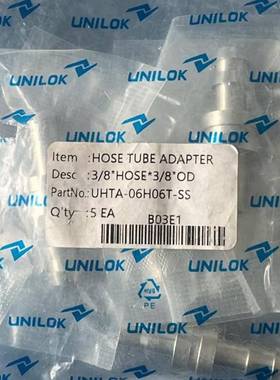 UNILOK
UNILOK
UNILOK
Item :HOSE TUBE ADAPTER
Desc :3/8"HOSE*3/8"OD
PartNo.:UHTA-06H06T-SS
Q'ty :5 EA B03E1
PE
UNILOK
UNILOK
UNILOK